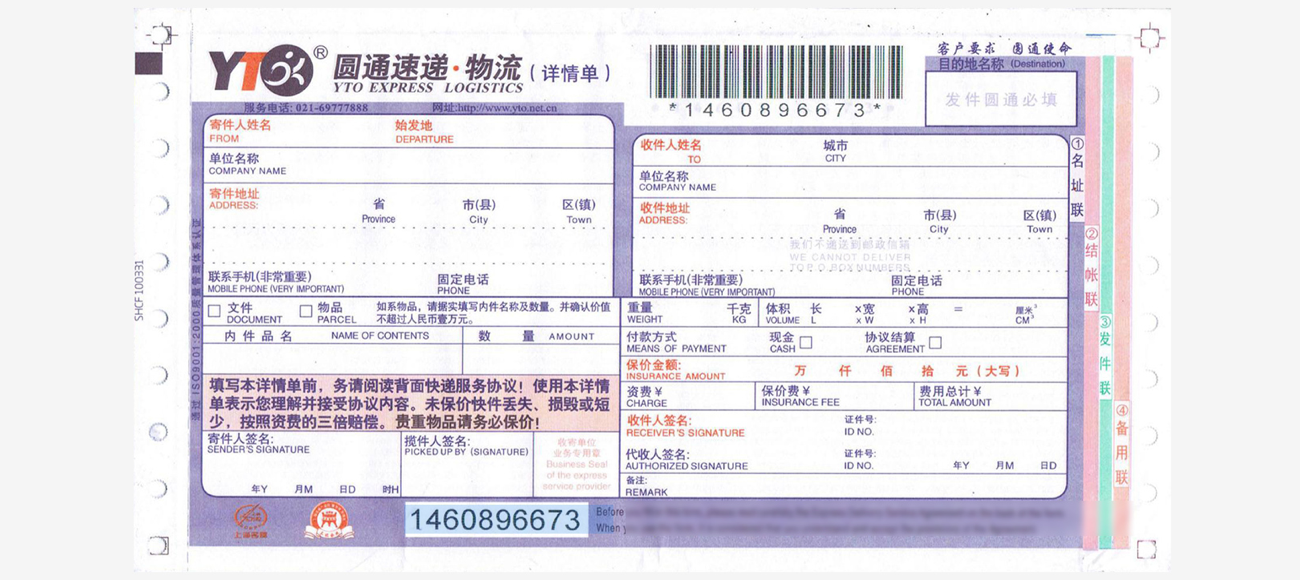 YTO® 圆通速递·物流(详情单)
YTO EXPRESS LOGISTICS
服务电话: 021-69777888 网址:http://www.yto.net.cn
*1460896673*
客户要求 圆通使命
目的地名称 (Destination)
发件圆通必填
寄件人姓名 始发地
FROM DEPARTURE
单位名称
COMPANY NAME
寄件地址
ADDRESS:
省 市(县) 区(镇)
Province City Town
联系手机(非常重要) 固定电话
MOBILE PHONE (VERY IMPORTANT) PHONE
收件人姓名 城市
TO CITY
单位名称
COMPANY NAME
收件地址
ADDRESS:
省 市(县) 区(镇)
Province City Town
我们不递送到邮政信箱
WE CANNOT DELIVER
TO P.O.BOX NUMBERS
联系手机(非常重要) 固定电话
MOBILE PHONE (VERY IMPORTANT) PHONE
文件 物品
DOCUMENT PARCEL
如系物品,请据实填写内件名称及数量。并确认价值
不超过人民币壹万元。
内件品名 NAME OF CONTENTS 数 量 AMOUNT
填写本详情单前,务请阅读背面快递服务协议!使用本详情
单表示您理解并接受协议内容。未保价快件丢失、损毁或短
少,按照资费的三倍赔偿。贵重物品请务必保价!
寄件人签名:
SENDER'S SIGNATURE
年Y 月M 日D 时H
揽件人签名:
PICKED UP BY (SIGNATURE)
收寄单位
业务专用章
Business Seal
of the express
service provider
重量 千克
WEIGHT KG
体积 长 x宽 x高 = 厘米³
VOLUME L x W x H CM³
付款方式 现金 协议结算
MEANS OF PAYMENT CASH AGREEMENT
保价金额: 万 仟 佰 拾 元(大写)
INSURANCE AMOUNT
资费¥ 保价费¥ 费用总计¥
CHARGE INSURANCE FEE TOTAL AMOUNT
收件人签名: 证件号:
RECEIVER'S SIGNATURE ID NO.
代收人签名: 证件号:
AUTHORIZED SIGNATURE ID NO. 年Y 月M 日D
备注:
REMARK
①名址联
②结帐联
③发件联
④备用联
SHCF 100331
通过ISO9001:2000质量管理体系认证
1460896673
Before
When